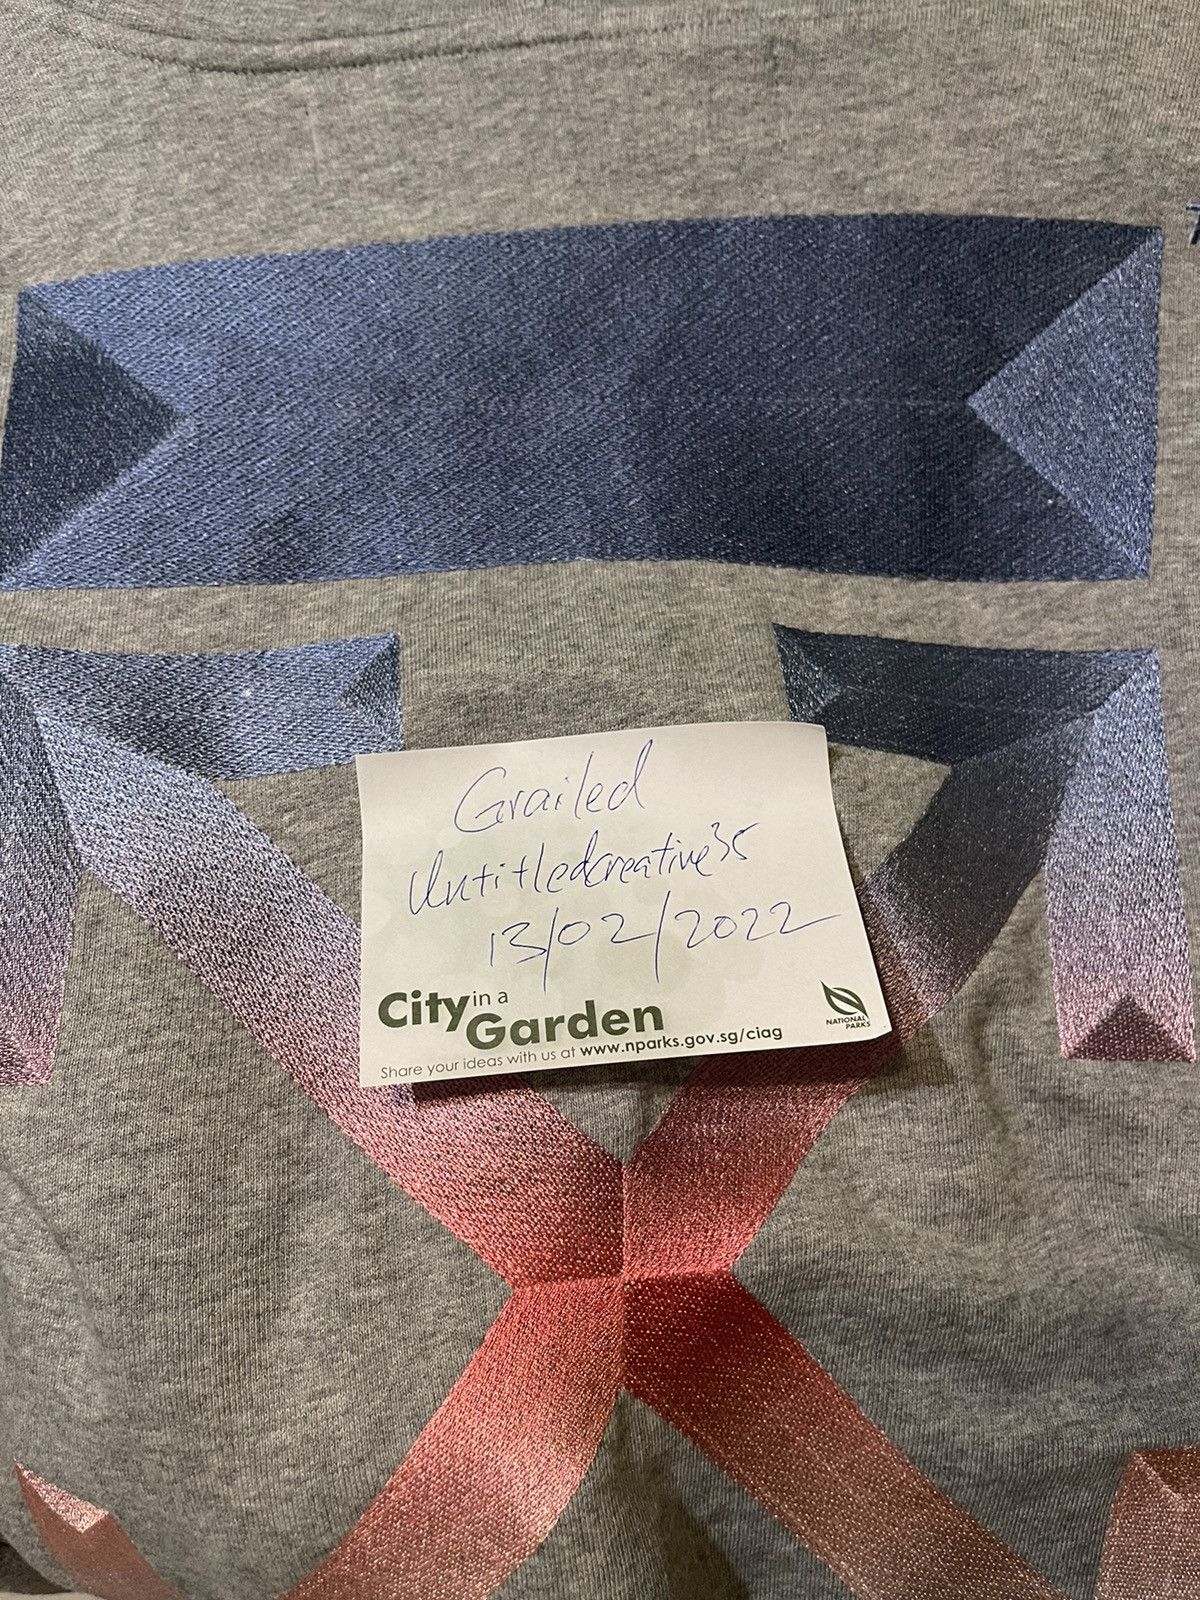 Grailed
Untitledcreative35
13/02/2022
City in a
Garden
Share your ideas with us at www.nparks.gov.sg/ciag
NATIONAL
PARKS